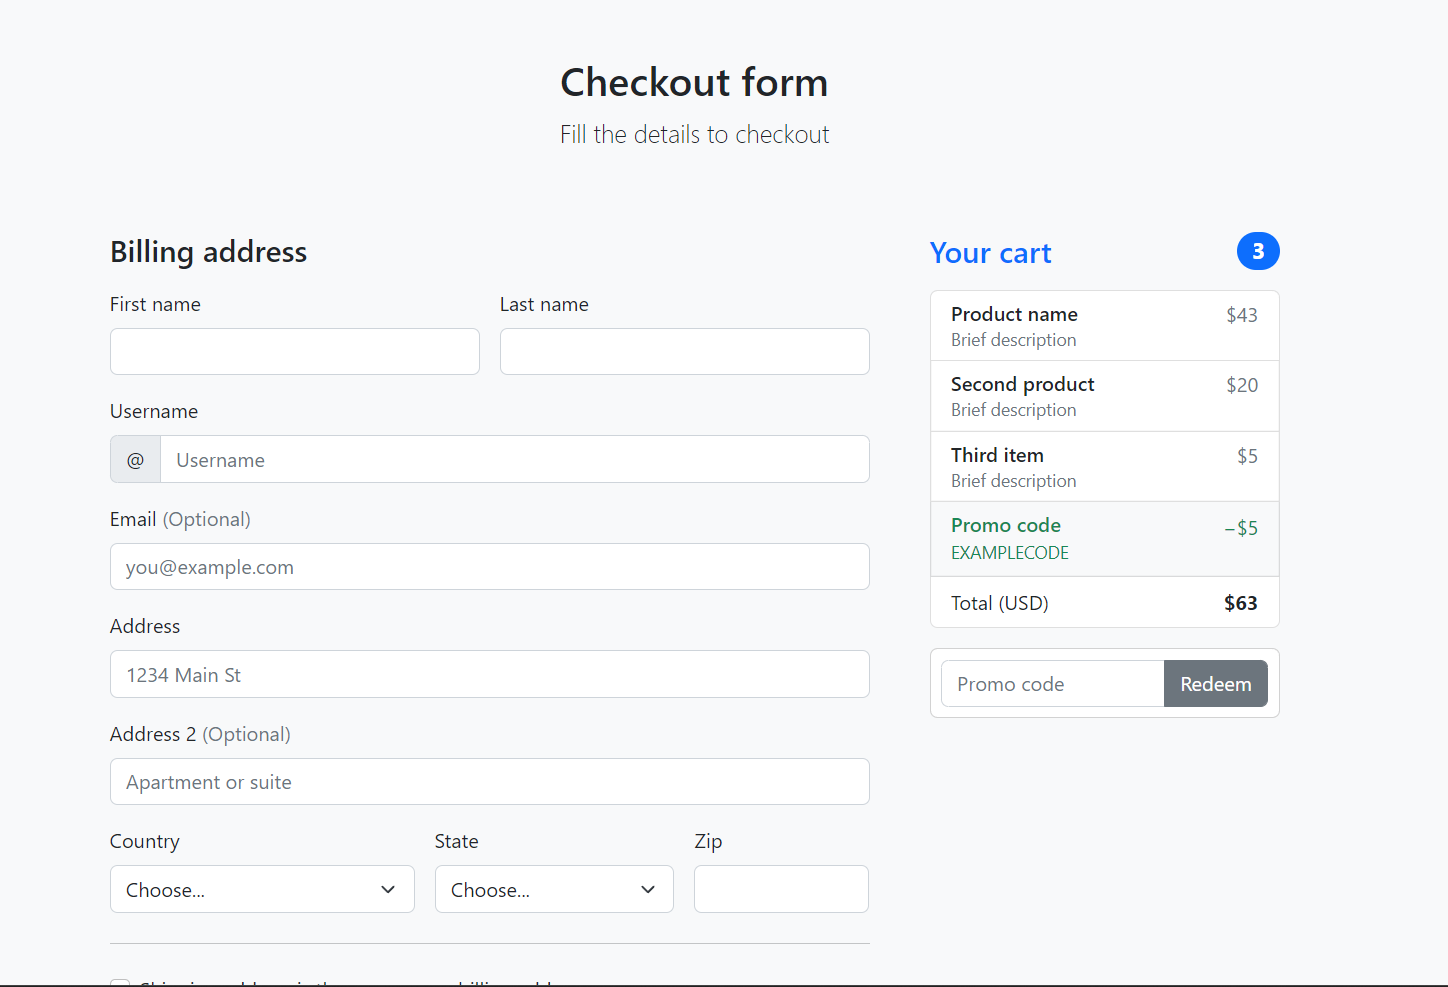 Checkout form
Fill the details to checkout
Billing address
First name
Last name
Username
@
Username
Email (Optional)
you@example.com
Address
1234 Main St
Address 2 (Optional)
Apartment or suite
Country
State
Zip
Choose...
Choose...
Your cart
3
Product name
$43
Brief description
Second product
$20
Brief description
Third item
$5
Brief description
Promo code
−$5
EXAMPLECODE
Total (USD)
$63
Promo code
Redeem